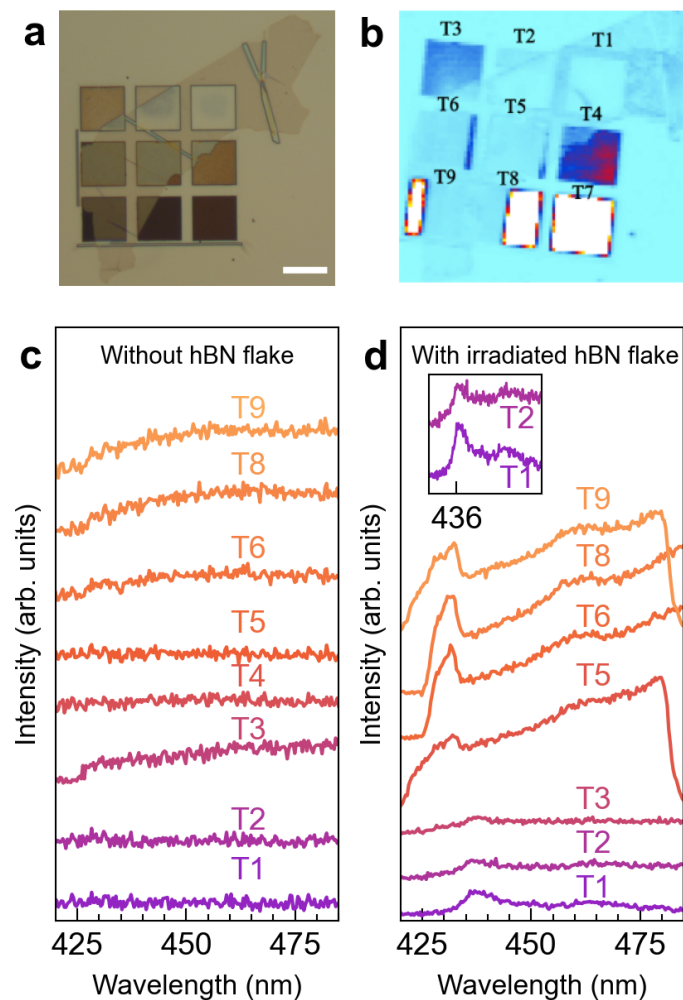 a
b
T3 T2 T1
T6 T5 T4
T9 T8 T7
c
Without hBN flake
T9
T8
T6
T5
T4
T3
T2
T1
Intensity (arb. units)
425 450 475
Wavelength (nm)
d
With irradiated hBN flake
T2
T1
436
T9
T8
T6
T5
T3
T2
T1
Intensity (arb. units)
425 450 475
Wavelength (nm)